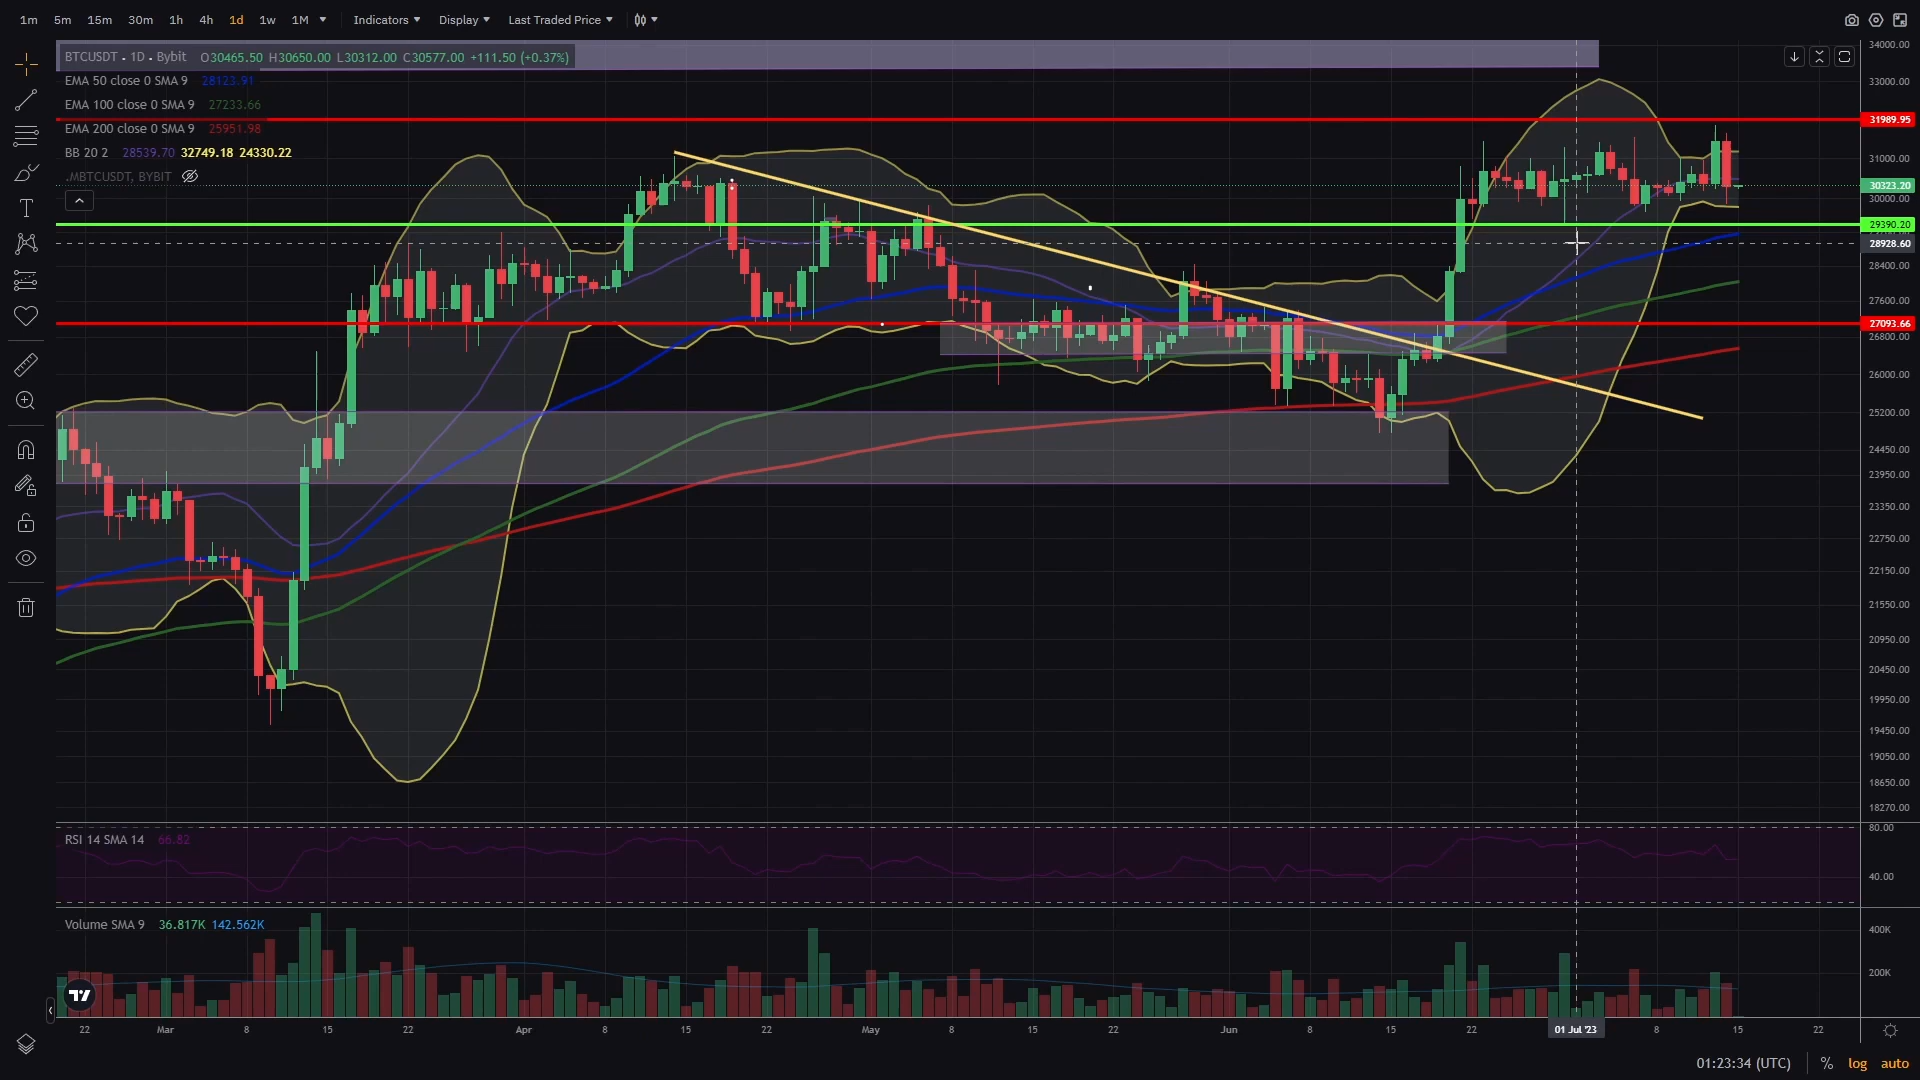 1m 5m 15m 30m 1h 4h 1d 1w 1M Indicators Display Last Traded Price
BTCUSDT • 1D • Bybit O30465.50 H30650.00 L30312.00 C30577.00 +111.50 (+0.37%)
EMA 50 close 0 SMA 9 28123.91
EMA 100 close 0 SMA 9 27233.66
EMA 200 close 0 SMA 9 25951.98
BB 20 2 28539.70 32749.18 24330.22
.MBTCUSDT, BYBIT
34000.00
33000.00
31989.95
31000.00
30323.20
30000.00
29390.20
28928.60
28400.00
27600.00
27093.66
26800.00
26000.00
25200.00
24450.00
23950.00
23350.00
22750.00
22150.00
21550.00
20950.00
20450.00
19950.00
19450.00
19050.00
18650.00
18270.00
RSI 14 SMA 14 66.82
80.00
40.00
Volume SMA 9 36.817K 142.562K
400K
200K
22 Mar 8 15 22 Apr 8 15 22 May 8 15 22 Jun 8 15 22 01 Jul '23 8 15 22
01:23:34 (UTC) % log auto